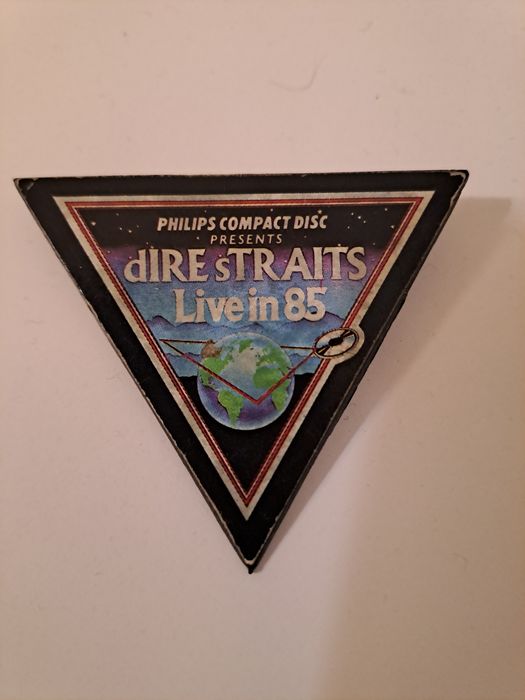 PHILIPS COMPACT DISC
PRESENTS
dIRE sTRAITS
Live in 85